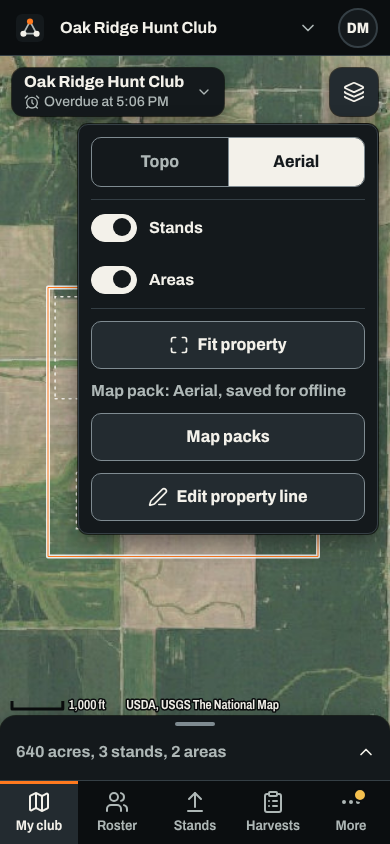 Oak Ridge Hunt Club
DM
Oak Ridge Hunt Club
Overdue at 5:06 PM
Topo
Aerial
Stands
Areas
Fit property
Map pack: Aerial, saved for offline
Map packs
Edit property line
1,000 ft
USDA, USGS The National Map
640 acres, 3 stands, 2 areas
My club
Roster
Stands
Harvests
More